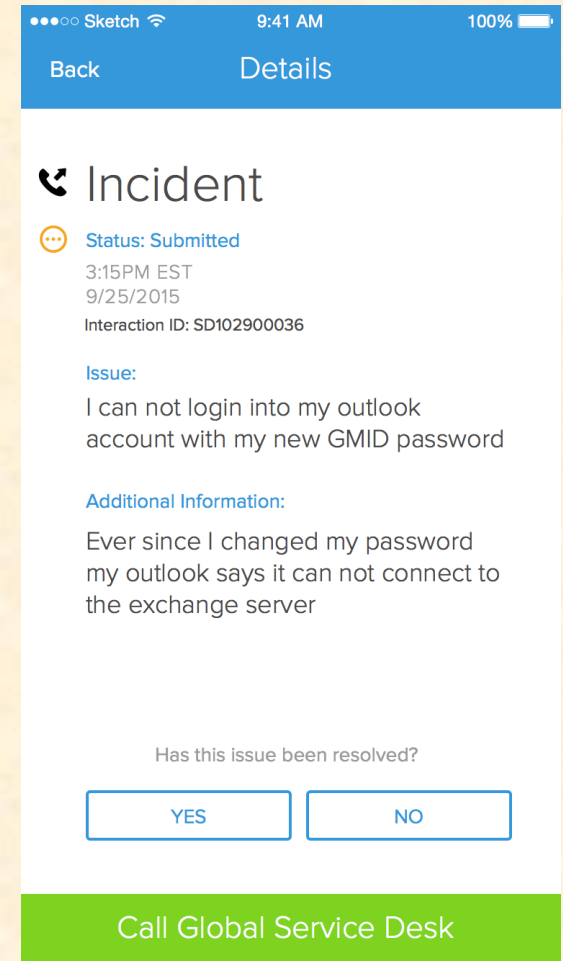 Sketch 9:41 AM 100%
Back Details
Incident
Status: Submitted
3:15PM EST
9/25/2015
Interaction ID: SD102900036
Issue:
I can not login into my outlook
account with my new GMID password
Additional Information:
Ever since I changed my password
my outlook says it can not connect to
the exchange server
Has this issue been resolved?
YES NO
Call Global Service Desk